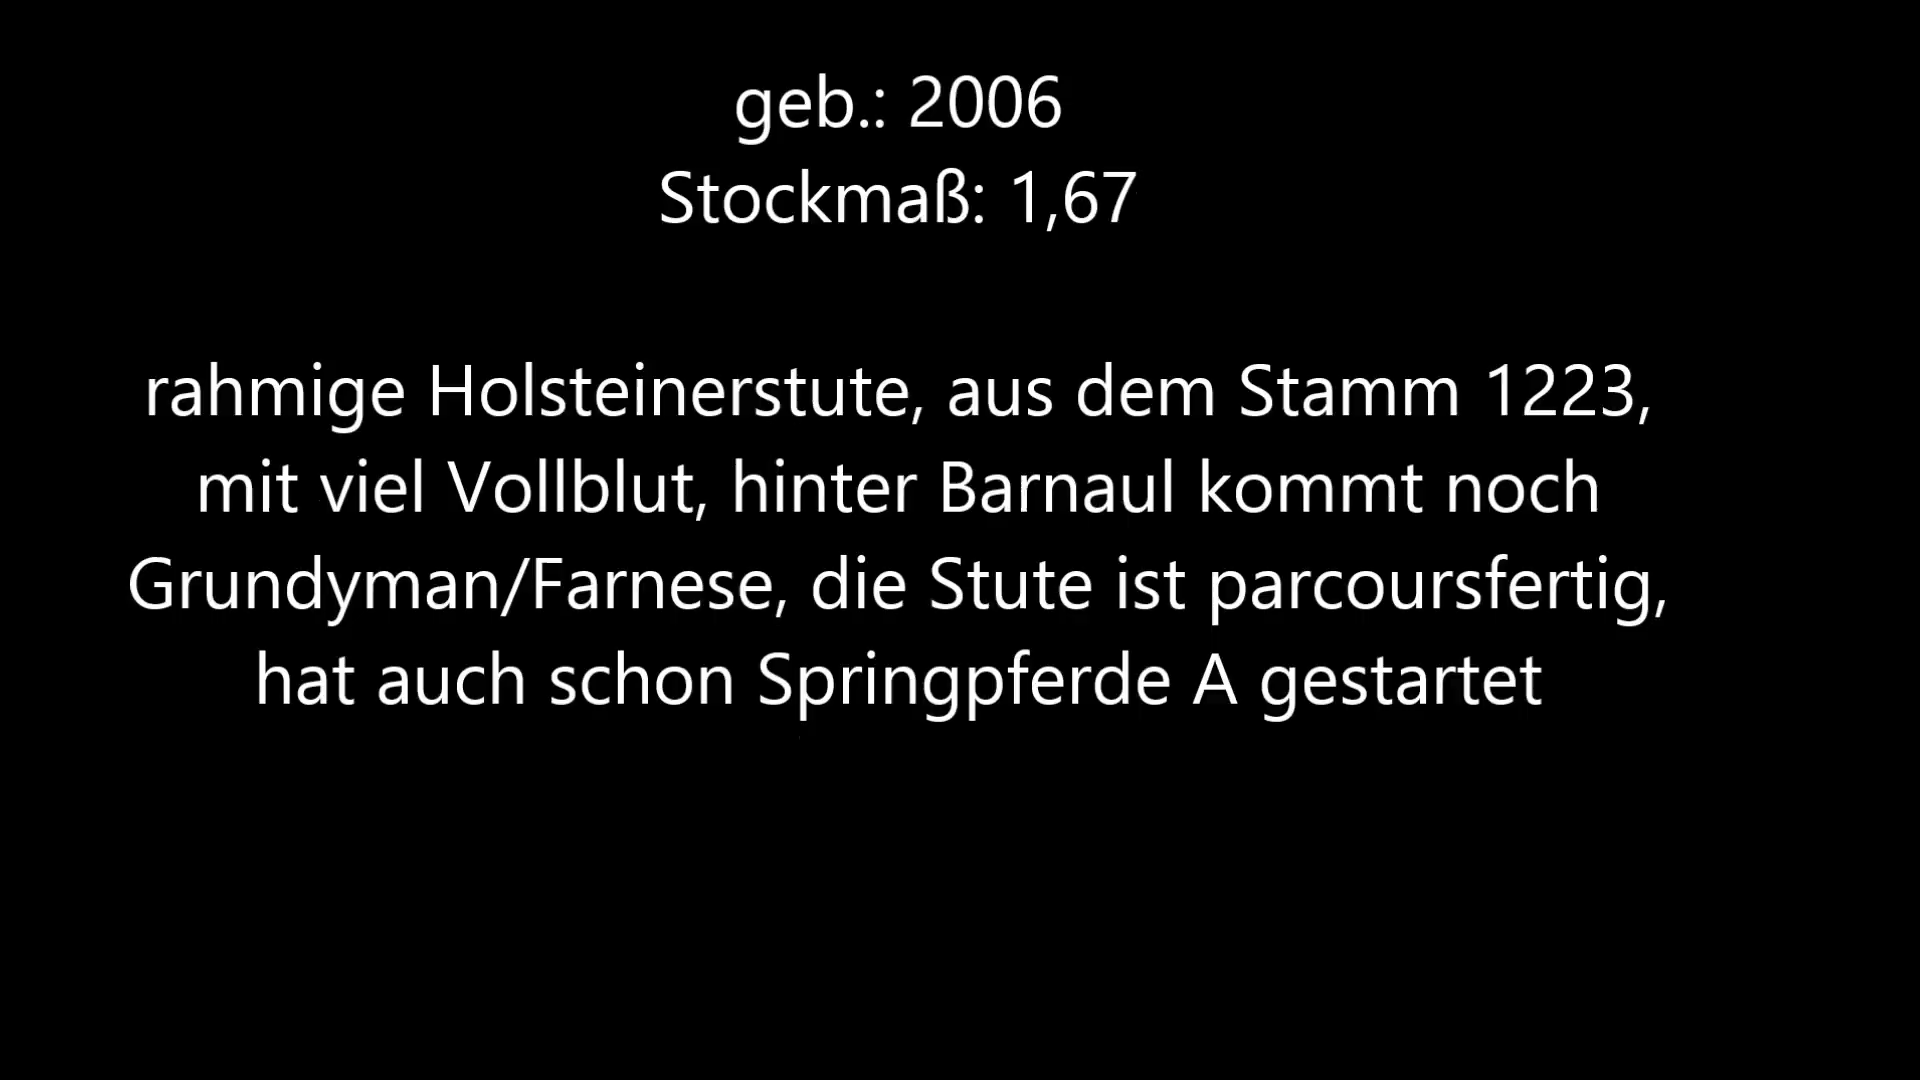 geb.: 2006
Stockmaß: 1,67
rahmige Holsteinerstute, aus dem Stamm 1223,
mit viel Vollblut, hinter Barnaul kommt noch
Grundyman/Farnese, die Stute ist parcoursfertig,
hat auch schon Springpferde A gestartet